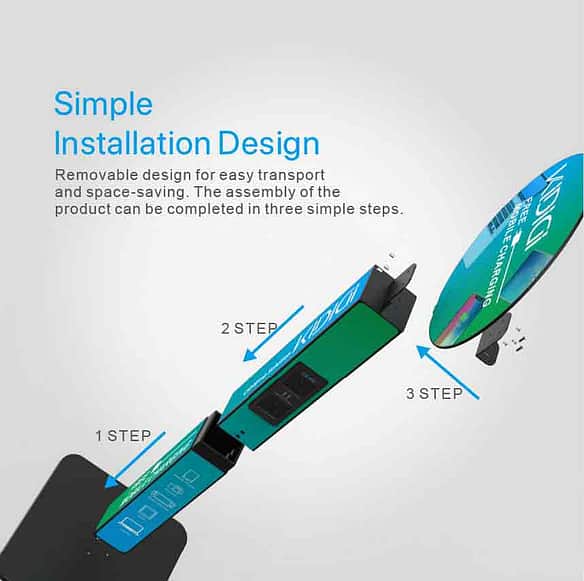 Simple
Installation Design
Removable design for easy transport
and space-saving. The assembly of the
product can be completed in three simple steps.
FREE
MOBILE CHARGING
2 STEP
3 STEP
1 STEP